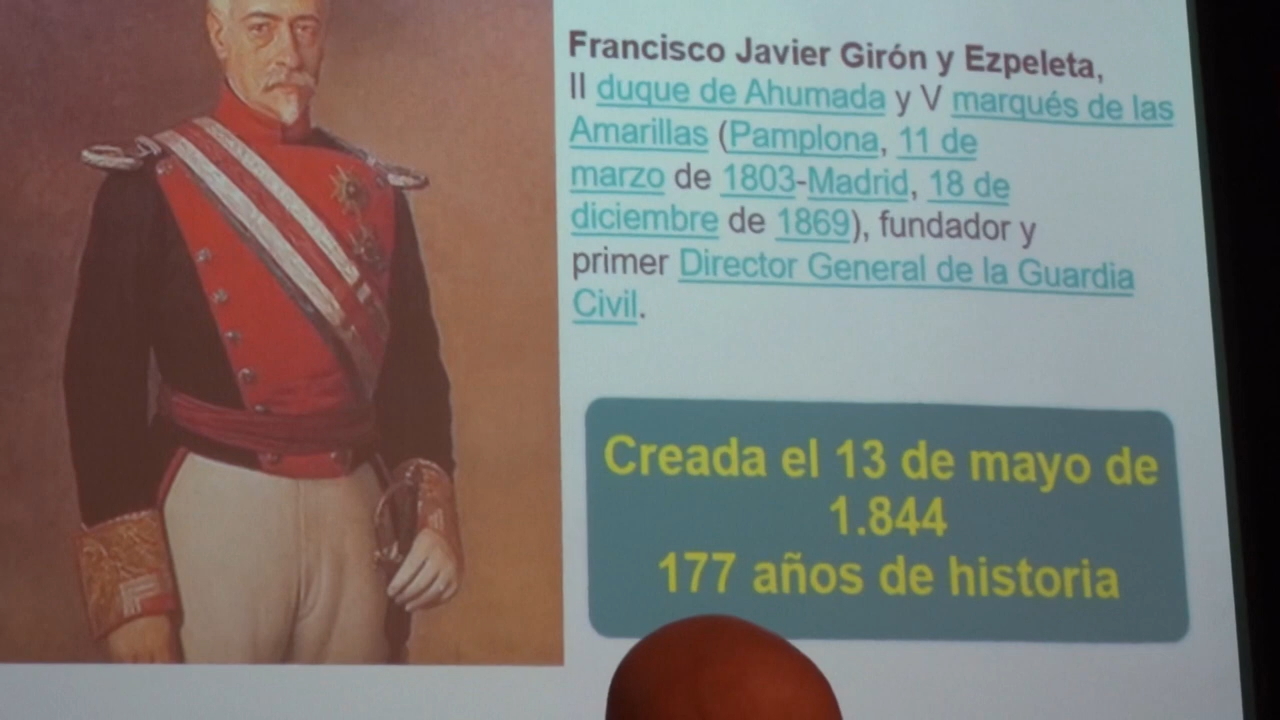 Francisco Javier Girón y Ezpeleta,
II duque de Ahumada y V marqués de las
Amarillas (Pamplona, 11 de
marzo de 1803-Madrid, 18 de
diciembre de 1869), fundador y
primer Director General de la Guardia
Civil.
Creada el 13 de mayo de
1.844
177 años de historia